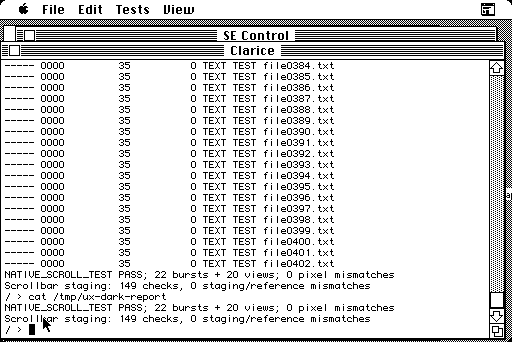 File Edit Tests View
SE Control
Clarice
----- 0000 35 0 TEXT TEST file0384.txt
----- 0000 35 0 TEXT TEST file0385.txt
----- 0000 35 0 TEXT TEST file0386.txt
----- 0000 35 0 TEXT TEST file0387.txt
----- 0000 35 0 TEXT TEST file0388.txt
----- 0000 35 0 TEXT TEST file0389.txt
----- 0000 35 0 TEXT TEST file0390.txt
----- 0000 35 0 TEXT TEST file0391.txt
----- 0000 35 0 TEXT TEST file0392.txt
----- 0000 35 0 TEXT TEST file0393.txt
----- 0000 35 0 TEXT TEST file0394.txt
----- 0000 35 0 TEXT TEST file0395.txt
----- 0000 35 0 TEXT TEST file0396.txt
----- 0000 35 0 TEXT TEST file0397.txt
----- 0000 35 0 TEXT TEST file0398.txt
----- 0000 35 0 TEXT TEST file0399.txt
----- 0000 35 0 TEXT TEST file0400.txt
----- 0000 35 0 TEXT TEST file0401.txt
----- 0000 35 0 TEXT TEST file0402.txt
NATIVE_SCROLL_TEST PASS; 22 bursts + 20 views; 0 pixel mismatches
Scrollbar staging: 149 checks, 0 staging/reference mismatches
/ > cat /tmp/ux-dark-report
NATIVE_SCROLL_TEST PASS; 22 bursts + 20 views; 0 pixel mismatches
Scrollbar staging: 149 checks, 0 staging/reference mismatches
/ >